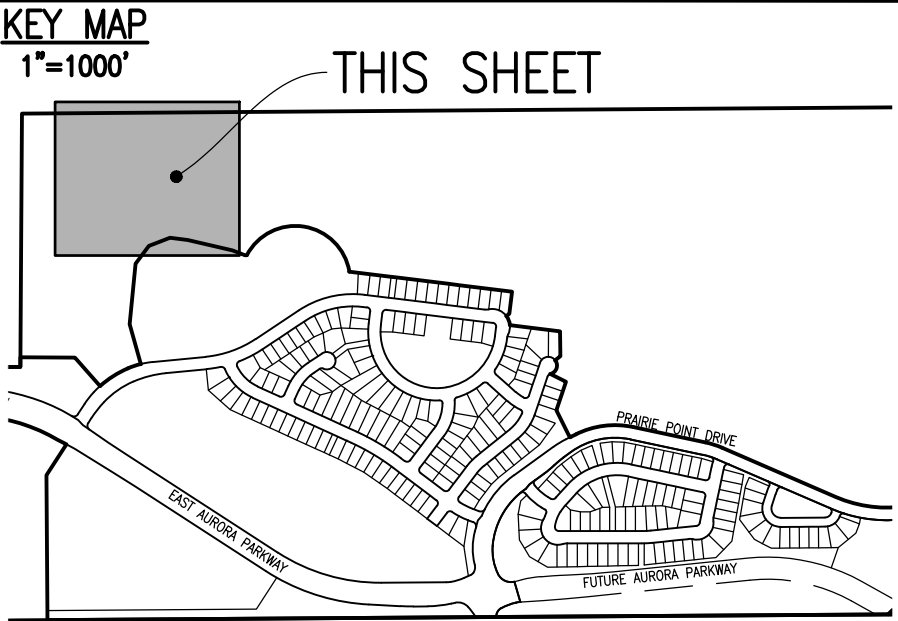 KEY MAP
1"=1000'
THIS SHEET
PRAIRIE POINT DRIVE
EAST AURORA PARKWAY
FUTURE AURORA PARKWAY